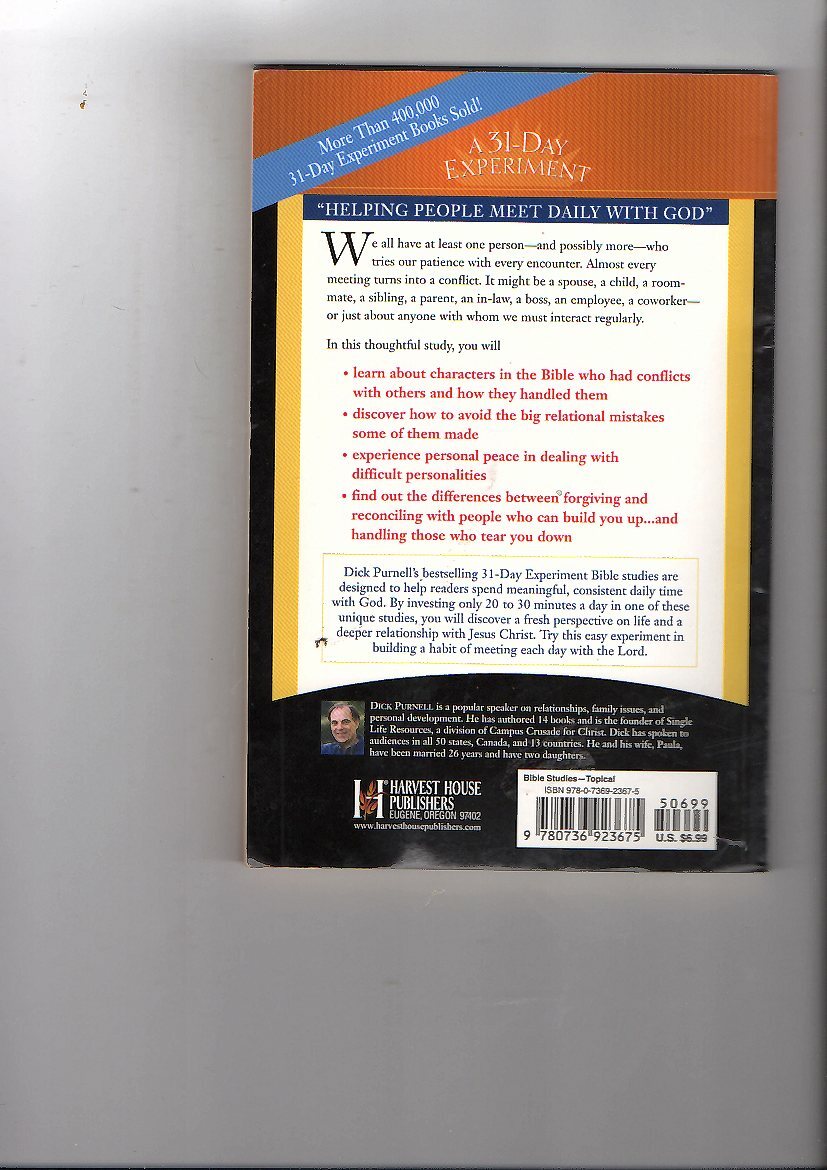 More Than 400,000
31-Day Experiment Books Sold!
A 31-DAY
EXPERIMENT
“HELPING PEOPLE MEET DAILY WITH GOD”
We all have at least one person—and possibly more—who
tries our patience with every encounter. Almost every
meeting turns into a conflict. It might be a spouse, a child, a room-
mate, a sibling, a parent, an in-law, a boss, an employee, a coworker—
or just about anyone with whom we must interact regularly.
In this thoughtful study, you will
• learn about characters in the Bible who had conflicts
with others and how they handled them
• discover how to avoid the big relational mistakes
some of them made
• experience personal peace in dealing with
difficult personalities
• find out the differences between forgiving and
reconciling with people who can build you up...and
handling those who tear you down
Dick Purnell’s bestselling 31-Day Experiment Bible studies are
designed to help readers spend meaningful, consistent daily time
with God. By investing only 20 to 30 minutes a day in one of these
unique studies, you will discover a fresh perspective on life and a
deeper relationship with Jesus Christ. Try this easy experiment in
building a habit of meeting each day with the Lord.
DICK PURNELL is a popular speaker on relationships, family issues, and
personal development. He has authored 14 books and is the founder of Single
Life Resources, a division of Campus Crusade for Christ. Dick has spoken to
audiences in all 50 states, Canada, and 13 countries. He and his wife, Paula,
have been married 26 years and have two daughters.
H® HARVEST HOUSE
PUBLISHERS
EUGENE, OREGON 97402
www.harvesthousepublishers.com
Bible Studies—Topical
ISBN 978-0-7369-2367-5
50699
9 780736 923675
U.S. $6.99